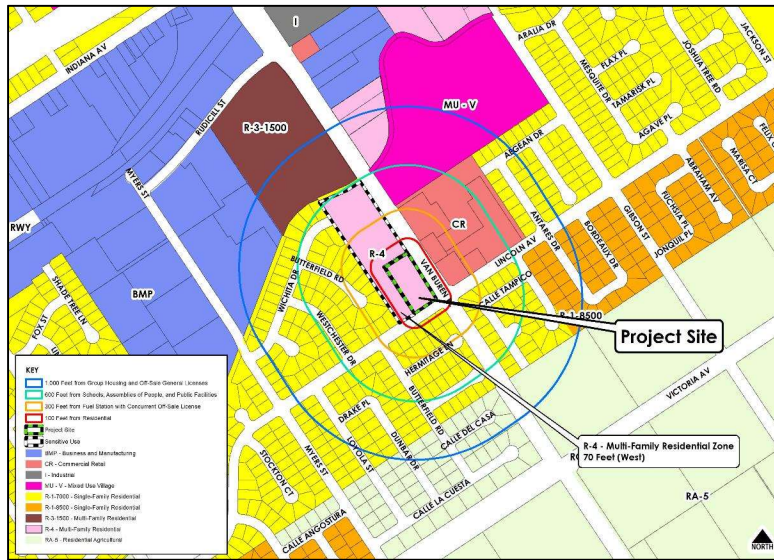 I
INDIANA AV
RUDICILL ST
MYERS ST
R-3-1500
MU - V
ARALIA DR
FLAX PL
MESQUITE DR
TAMARISK PL
JOSHUA TREE RD
JACKSON ST
AGAVE PL
AEGEAN DR
ANTARES DR
BORDEAUX DR
GIBSON ST
FUCHSIA PL
JONQUIL PL
ABRAHAM AV
MARISA CT
RWY
BMP
FOX ST
SHADE TREE LN
WICHITA DR
BUTTERFIELD RD
WESTCHESTER DR
R-4
VAN BUREN
CR
LINCOLN AV
CALLE TAMPICO
R-1-8500
HERMITAGE LN
VICTORIA AV
Project Site
DRAKE PL
BUTTERFIELD RD
CALLE DEL CASA
MYERS ST
LOYOLA ST
DUNBAR DR
STOCKTON CT
CALLE LA CUESTA
CALLE ANGOSTURA
R-4 - Multi-Family Residential Zone
70 Feet (West)
RA-5
NORTH
KEY
1,000 Feet from Group Housing and Off-Sale General Licenses
600 Feet from Schools, Assemblies of People, and Public Facilities
300 Feet from Fuel Station with Concurrent Off-Sale License
100 Feet from Residential
Project Site
Sensitive Use
BMP - Business and Manufacturing
CR - Commercial Retail
I - Industrial
MU - V - Mixed Use Village
R-1-7000 - Single-Family Residential
R-1-8500 - Single-Family Residential
R-3-1500 - Multi-Family Residential
R-4 - Multi-Family Residential
RA-5 - Residential Agricultural